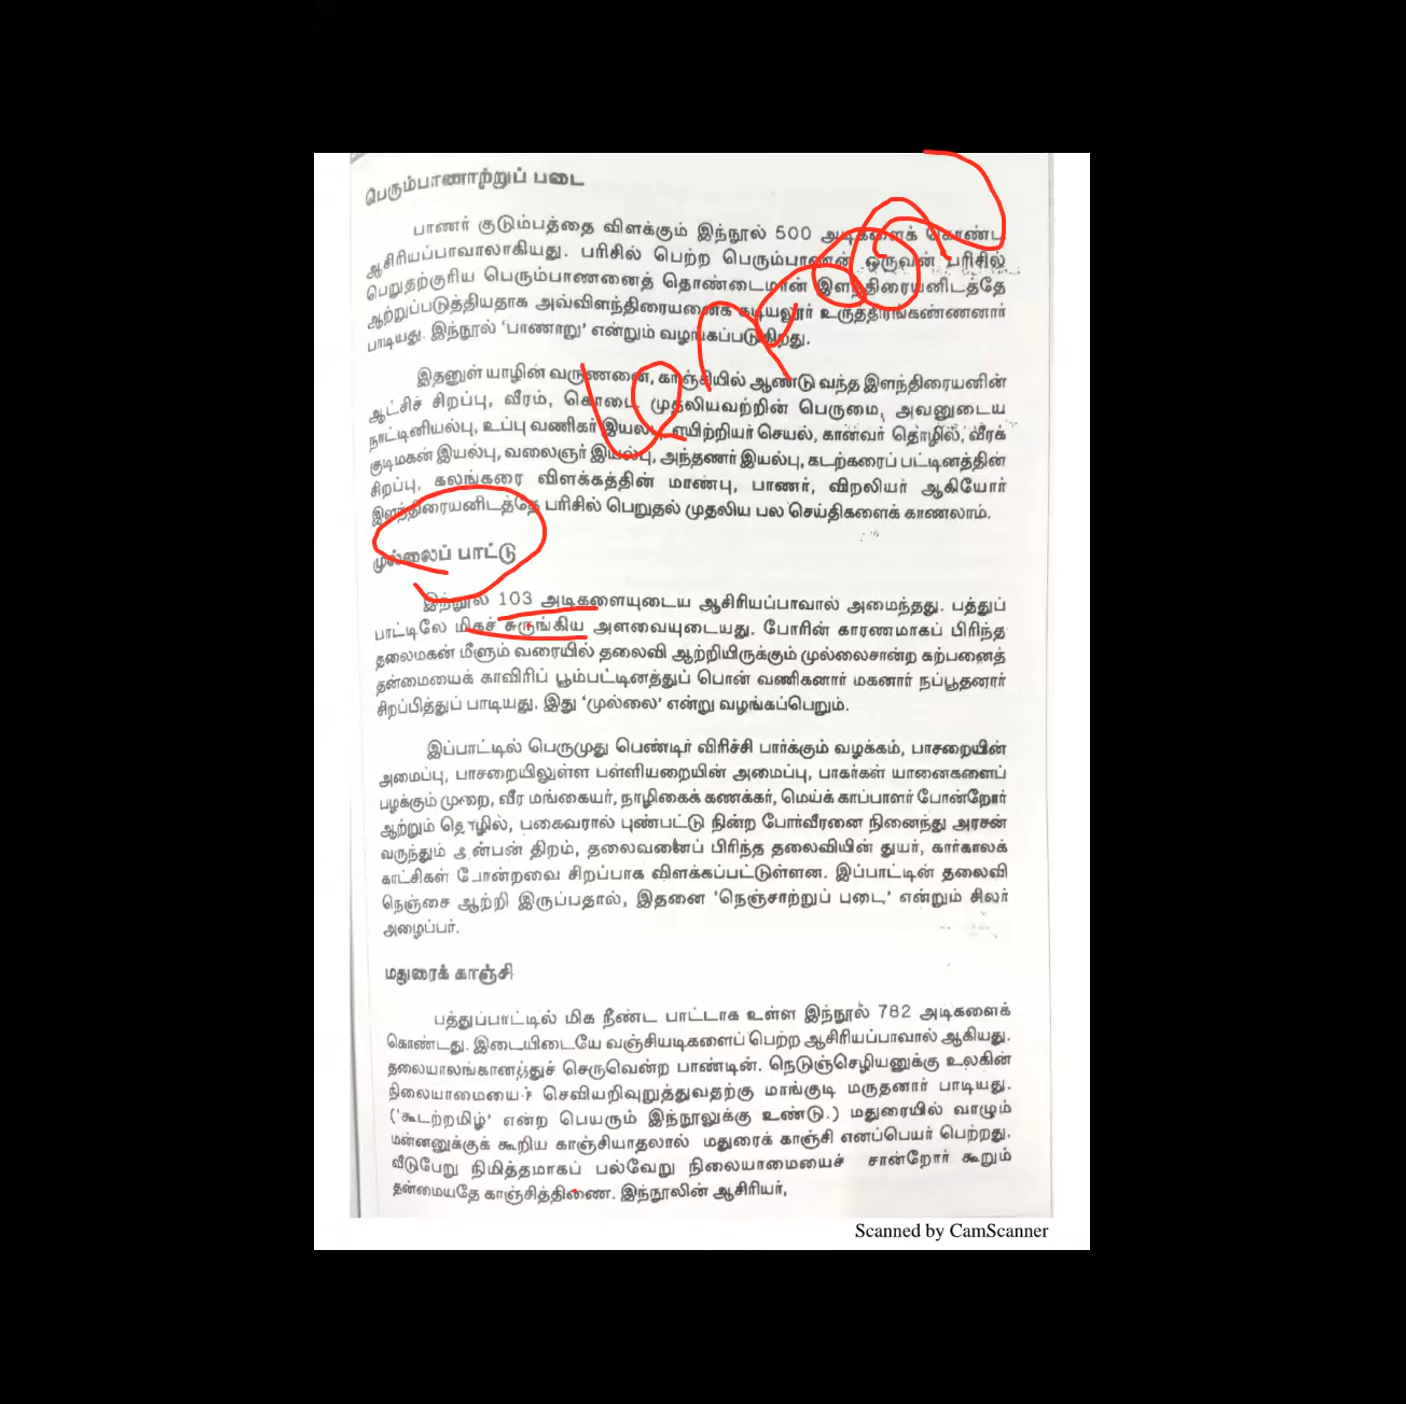 பெரும்பாணாற்றுப் படை
பாணர் குடும்பத்தை விளக்கும் இந்நூல் 500 அடிகளைக் கொண்ட
ஆசிரியப்பாவாலாகியது. பரிசில் பெற்ற பெரும்பாணன் ஒருவன் பரிசில்
பெறுதற்குரிய பெரும்பாணனைத் தொண்டைமான் இளந்திரையனிடத்தே
ஆற்றுப்படுத்தியதாக அவ்விளந்திரையனைக் கடியலூர் உருத்திரங்கண்ணனார்
பாடியது. இந்நூல் ‘பாணாறு’ என்றும் வழங்கப்படுகிறது.
இதனுள் யாழின் வருணனை, காஞ்சியில் ஆண்டு வந்த இளந்திரையனின்
ஆட்சிச் சிறப்பு, வீரம், கொடை முதலியவற்றின் பெருமை, அவனுடைய
நாட்டினியல்பு, உப்பு வணிகர் இயல்பு, எயிற்றியர் செயல், கானவர் தொழில், வீரக்
குடிமகன் இயல்பு, வலைஞர் இயல்பு, அந்தணர் இயல்பு, கடற்கரைப் பட்டினத்தின்
சிறப்பு, கலங்கரை விளக்கத்தின் மாண்பு, பாணர், விறலியர் ஆகியோர்
இளந்திரையனிடத்தே பரிசில் பெறுதல் முதலிய பல செய்திகளைக் காணலாம்.
முல்லைப் பாட்டு
இந்நூல் 103 அடிகளையுடைய ஆசிரியப்பாவால் அமைந்தது. பத்துப்
பாட்டிலே மிகச் சுருங்கிய அளவையுடையது. போரின் காரணமாகப் பிரிந்த
தலைமகன் மீளும் வரையில் தலைவி ஆற்றியிருக்கும் முல்லைசான்ற கற்பனைத்
தன்மையைக் காவிரிப் பூம்பட்டினத்துப் பொன் வணிகனார் மகனார் நப்பூதனார்
சிறப்பித்துப் பாடியது. இது ‘முல்லை’ என்று வழங்கப்பெறும்.
இப்பாட்டில் பெருமுது பெண்டிர் விரிச்சி பார்க்கும் வழக்கம், பாசறையின்
அமைப்பு, பாசறையிலுள்ள பள்ளியறையின் அமைப்பு, பாகர்கள் யானைகளைப்
பழக்கும் முறை, வீர மங்கையர், நாழிகைக் கணக்கர், மெய்க் காப்பாளர் போன்றோர்
ஆற்றும் தொழில், பகைவரால் புண்பட்டு நின்ற போர்வீரனை நினைந்து அரசன்
வருந்தும் அன்பன் திறம், தலைவனைப் பிரிந்த தலைவியின் துயர், கார்காலக்
காட்சிகள் போன்றவை சிறப்பாக விளக்கப்பட்டுள்ளன. இப்பாட்டின் தலைவி
நெஞ்சை ஆற்றி இருப்பதால், இதனை ‘நெஞ்சாற்றுப் படை’ என்றும் சிலர்
அழைப்பர்.
மதுரைக் காஞ்சி
பத்துப்பாட்டில் மிக நீண்ட பாட்டாக உள்ள இந்நூல் 782 அடிகளைக்
கொண்டது. இடையிடையே வஞ்சியடிகளைப் பெற்ற ஆசிரியப்பாவால் ஆகியது.
தலையாலங்கானத்துச் செருவென்ற பாண்டின். நெடுஞ்செழியனுக்கு உலகின்
நிலையாமையைச் செவியறிவுறுத்துவதற்கு மாங்குடி மருதனார் பாடியது.
(‘கூடற்றமிழ்’ என்ற பெயரும் இந்நூலுக்கு உண்டு.) மதுரையில் வாழும்
மன்னனுக்குக் கூறிய காஞ்சியாதலால் மதுரைக் காஞ்சி எனப்பெயர் பெற்றது.
வீடுபேறு நிமித்தமாகப் பல்வேறு நிலையாமையைச் சான்றோர் கூறும்
தன்மையதே காஞ்சித்திணை. இந்நூலின் ஆசிரியர்,
Scanned by CamScanner